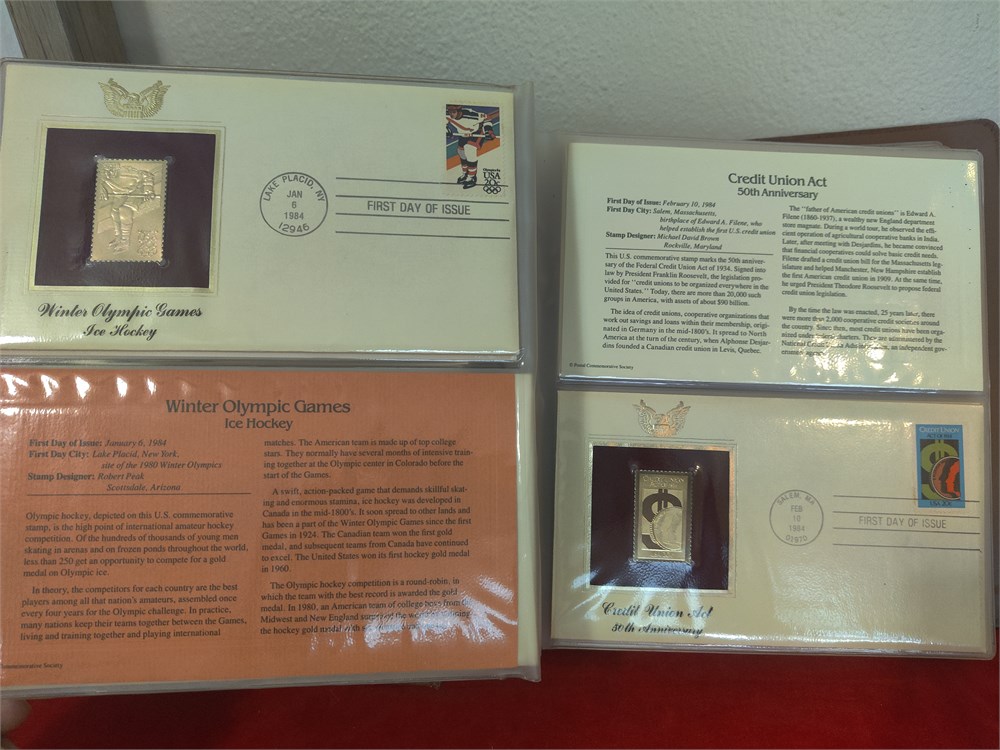 LAKE PLACID, NY
JAN
6
1984
12946
FIRST DAY OF ISSUE
USA
20c
Winter Olympic Games
Ice Hockey
Winter Olympic Games
Ice Hockey
First Day of Issue: January 6, 1984
First Day City: Lake Placid, New York,
site of the 1980 Winter Olympics
Stamp Designer: Robert Peak
Scottsdale, Arizona
Olympic hockey, depicted on this U.S. commemorative
stamp, is the high point of international amateur hockey
competition. Of the hundreds of thousands of young men
skating in arenas and on frozen ponds throughout the world,
less than 250 get an opportunity to compete for a gold
medal on Olympic ice.
In theory, the competitors for each country are the best
players among all that nation's amateurs, assembled once
every four years for the Olympic challenge. In practice,
many nations keep their teams together between the Games,
living and training together and playing international
matches. The American team is made up of top college
stars. They normally have several months of intensive train-
ing together at the Olympic center in Colorado before the
start of the Games.
A swift, action-packed game that demands skillful skat-
ing and enormous stamina, ice hockey was developed in
Canada in the mid-1800's. It soon spread to other lands and
has been a part of the Winter Olympic Games since the first
Games in 1924. The Canadian team won the first gold
medal, and subsequent teams from Canada have continued
to excel. The United States won its first hockey gold medal
in 1960.
The Olympic hockey competition is a round-robin, in
which the team with the best record is awarded the gold
medal. In 1980, an American team of college boys from the
Midwest and New England surprised the world by winning
the hockey gold medal with
Commemorative Society
Credit Union Act
50th Anniversary
First Day of Issue: February 10, 1984
First Day City: Salem, Massachusetts,
birthplace of Edward A. Filene, who
helped establish the first U.S. credit union
Stamp Designer: Michael David Brown
Rockville, Maryland
This U.S. commemorative stamp marks the 50th anniver-
sary of the Federal Credit Union Act of 1934. Signed into
law by President Franklin Roosevelt, the legislation pro-
vided for "credit unions to be organized everywhere in the
United States." Today, there are more than 20,000 such
groups in America, with assets of about $90 billion.
The idea of credit unions, cooperative organizations that
work out savings and loans within their membership, origi-
nated in Germany in the mid-1800's. It spread to North
America at the turn of the century, when Alphonse Desjar-
dins founded a Canadian credit union in Levis, Quebec.
© Postal Commemorative Society
The "father of American credit unions" is Edward A.
Filene (1860-1937), a wealthy New England department
store magnate. During a world tour, he observed the effi-
cient operation of agricultural cooperative banks in India.
Later, after meeting with Desjardins, he became convinced
that financial cooperatives could solve basic credit needs.
Filene drafted a credit union bill for the Massachusetts leg-
islature and helped Manchester, New Hampshire establish
the first American credit union in 1909. At the same time,
he urged President Theodore Roosevelt to propose federal
credit union legislation.
By the time the law was enacted, 25 years later, there
were more than 2,000 cooperative credit societies around
the country. Since then, most credit unions have been orga-
nized under federal charters. They are administered by the
National Credit Union Administration, an independent gov-
ernment agency.
CREDIT UNION
ACT OF 1934
USA 20c
SALEM, MA
FEB
10
1984
01970
FIRST DAY OF ISSUE
Credit Union Act
50th Anniversary